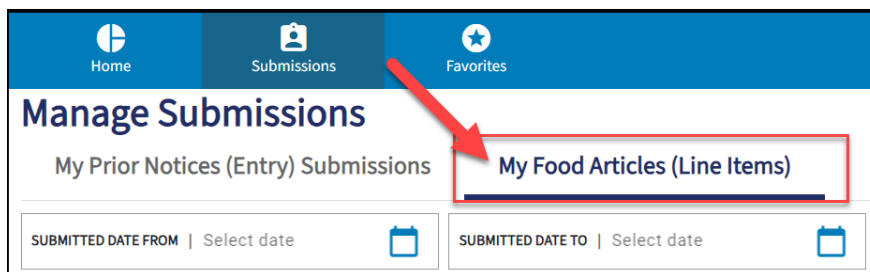 Home Submissions Favorites
Manage Submissions
My Prior Notices (Entry) Submissions My Food Articles (Line Items)
SUBMITTED DATE FROM | Select date SUBMITTED DATE TO | Select date